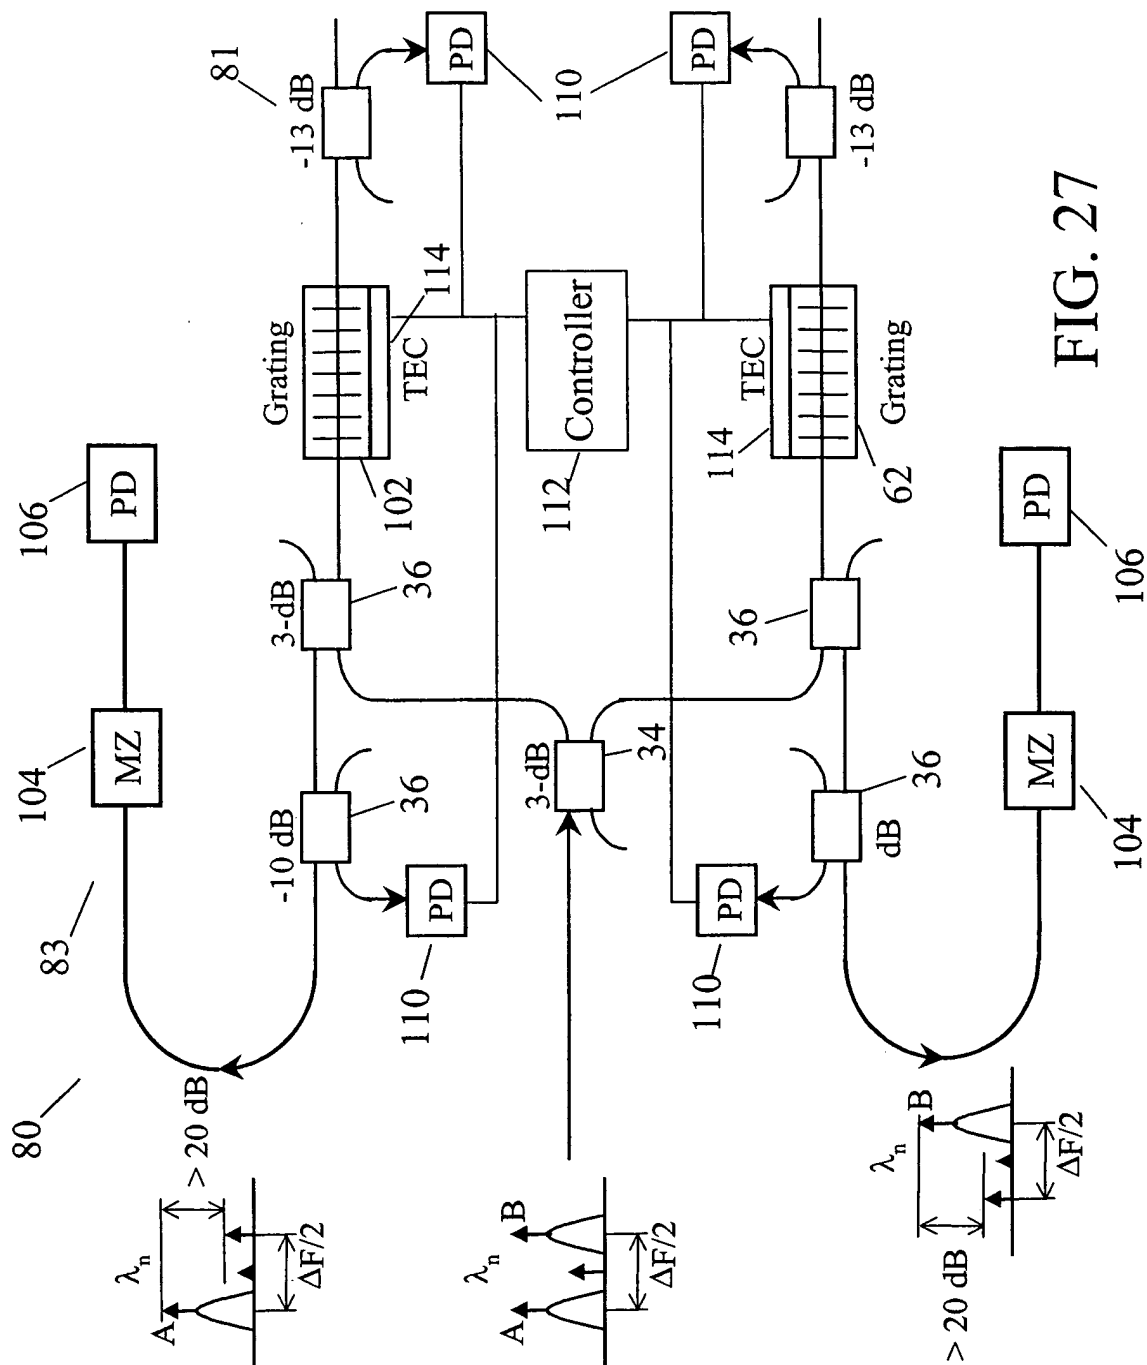 80
83
104
MZ
106
PD
81
-13 dB
PD
110
-10 dB
36
3-dB
36
Grating
102
TEC
114
PD
110
3-dB
34
112
Controller
PD
110
PD
dB
36
36
114
TEC
62
Grating
-13 dB
MZ
104
PD
106
λn
A
> 20 dB
ΔF/2
A
λn
B
ΔF/2
> 20 dB
λn
B
ΔF/2
FIG. 27